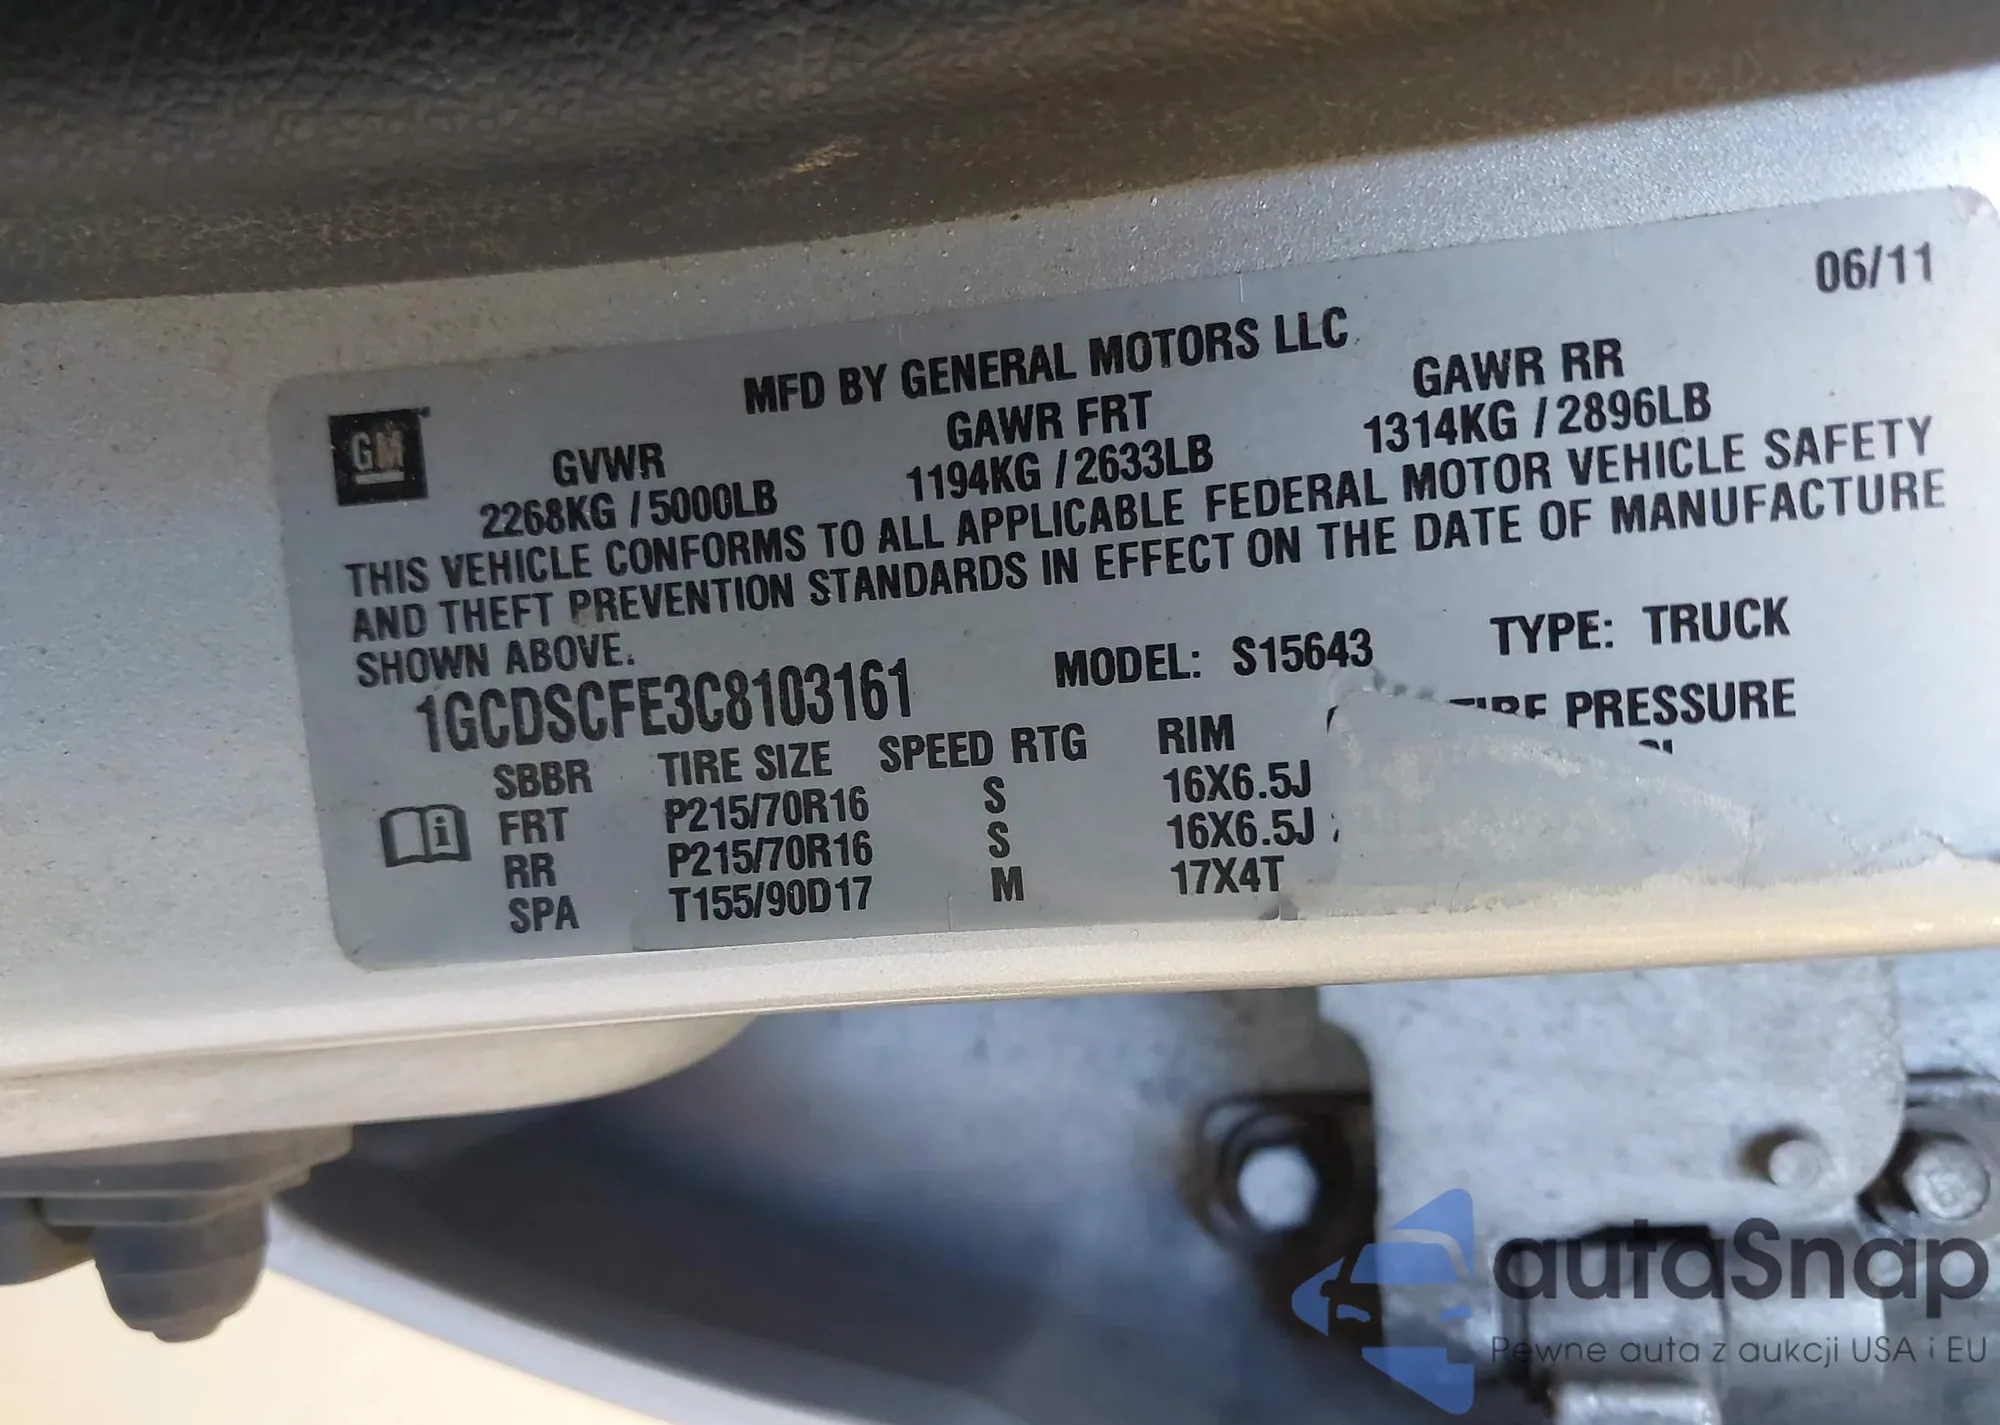 06/11
MFD BY GENERAL MOTORS LLC
GM
GVWR GAWR FRT GAWR RR
2268KG / 5000LB 1194KG / 2633LB 1314KG / 2896LB
THIS VEHICLE CONFORMS TO ALL APPLICABLE FEDERAL MOTOR VEHICLE SAFETY
AND THEFT PREVENTION STANDARDS IN EFFECT ON THE DATE OF MANUFACTURE
SHOWN ABOVE.
1GCDSCFE3C8103161 MODEL: S15643 TYPE: TRUCK
SBBR TIRE SIZE SPEED RTG RIM PRESSURE
FRT P215/70R16 S 16X6.5J
RR P215/70R16 S 16X6.5J
SPA T155/90D17 M 17X4T
autaSnap
Pewne auta z aukcji USA i EU